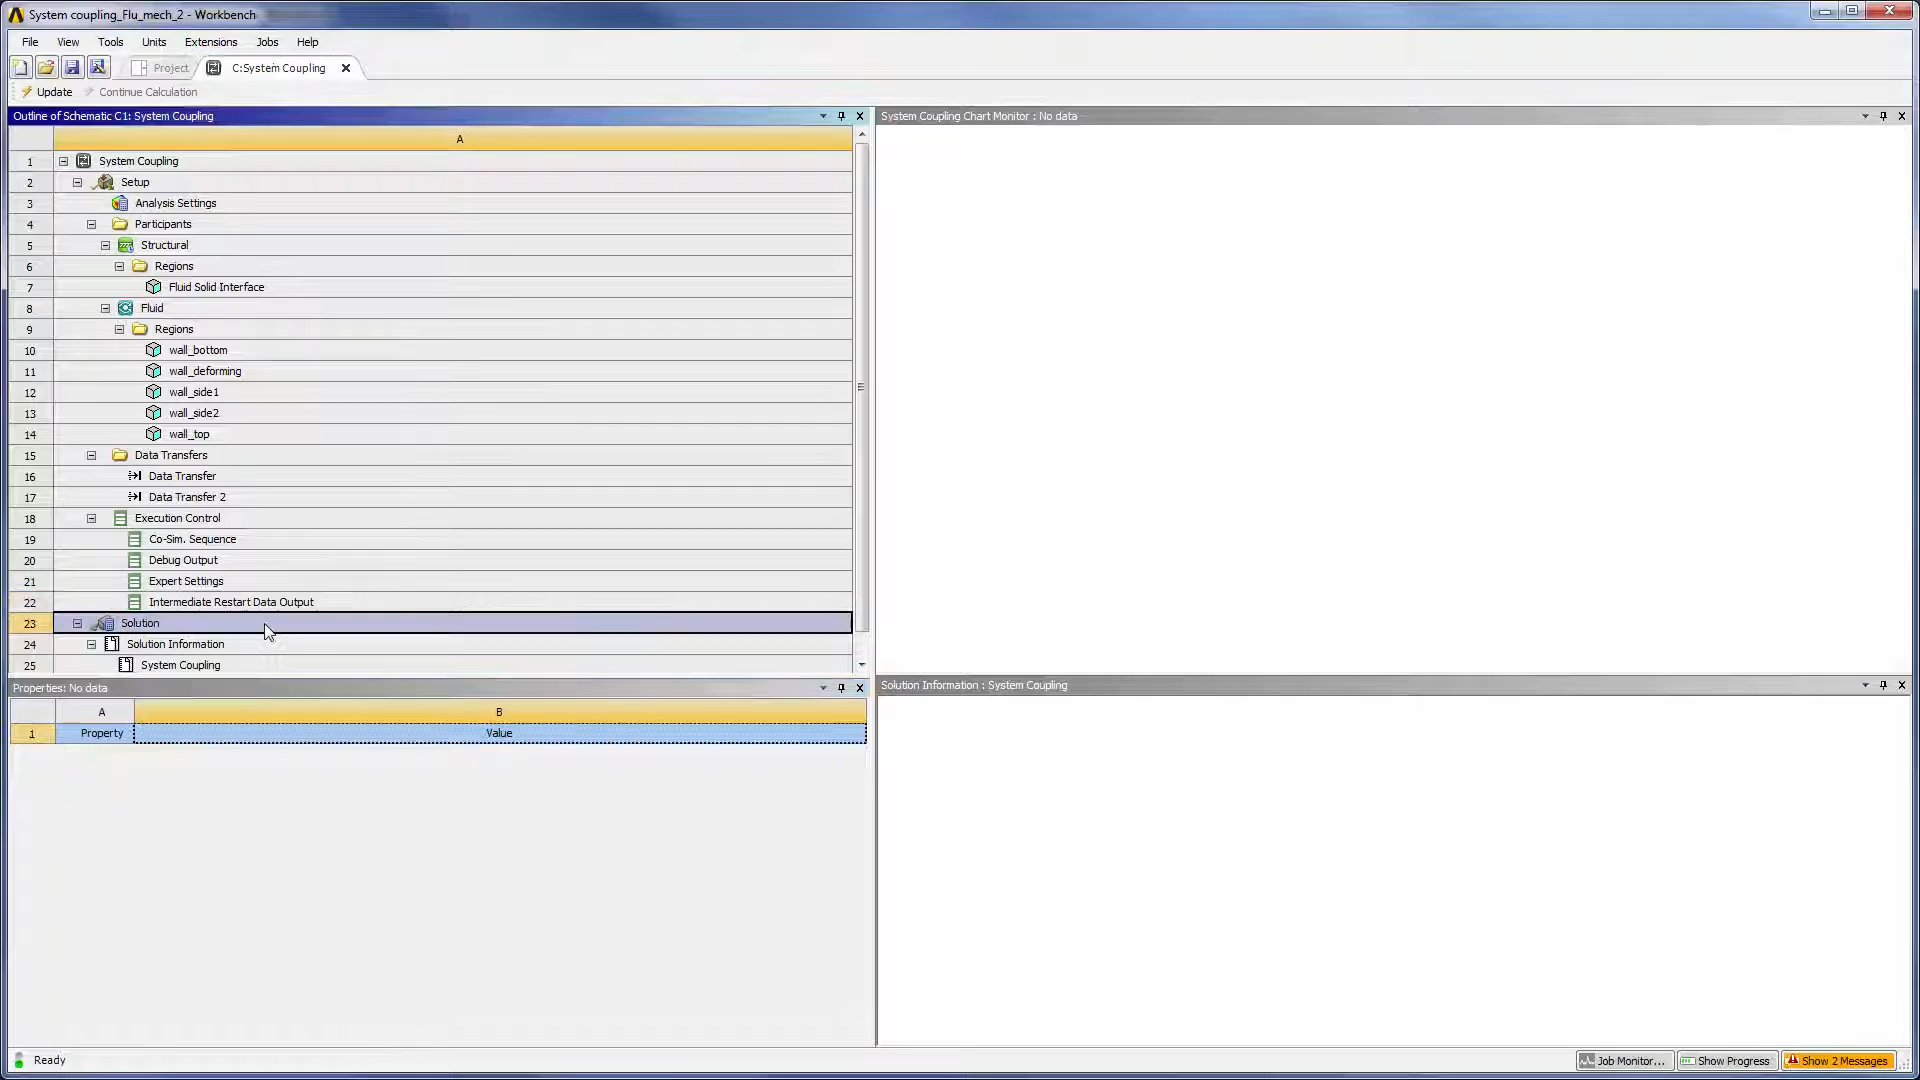 System coupling_Flu_mech_2 - Workbench
File View Tools Units Extensions Jobs Help
Project C:System Coupling
Update Continue Calculation
Outline of Schematic C1: System Coupling
A
1 System Coupling
2 Setup
3 Analysis Settings
4 Participants
5 Structural
6 Regions
7 Fluid Solid Interface
8 Fluid
9 Regions
10 wall_bottom
11 wall_deforming
12 wall_side1
13 wall_side2
14 wall_top
15 Data Transfers
16 Data Transfer
17 Data Transfer 2
18 Execution Control
19 Co-Sim. Sequence
20 Debug Output
21 Expert Settings
22 Intermediate Restart Data Output
23 Solution
24 Solution Information
25 System Coupling
Properties: No data
A B
1 Property Value
System Coupling Chart Monitor : No data
Solution Information : System Coupling
Ready
Job Monitor... Show Progress Show 2 Messages